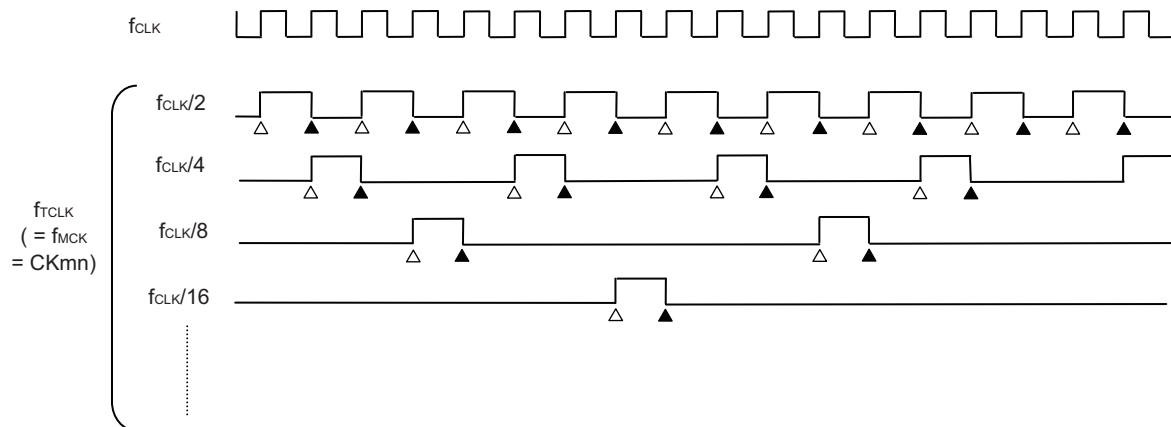 fCLK
fCLK/2
fCLK/4
fCLK/8
fCLK/16
fTCLK
( = fMCK
= CKmn)